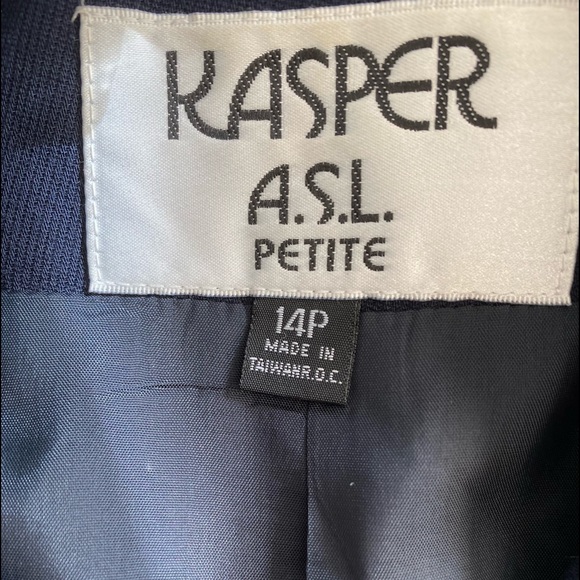 KASPER
A.S.L.
PETITE
14P
MADE IN
TAIWANR.O.C.